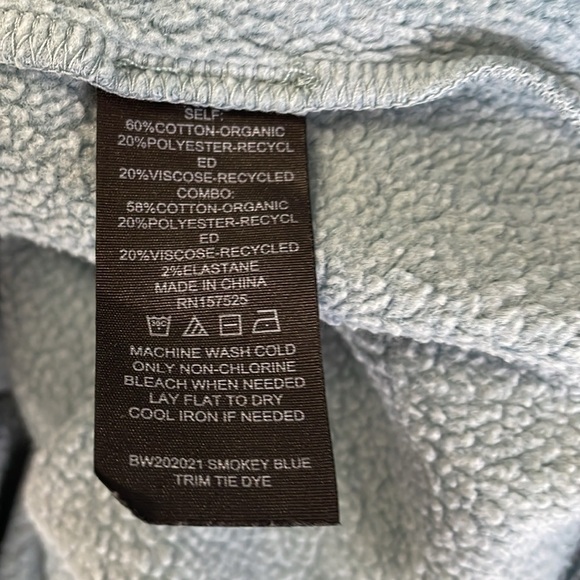 SELF:
60%COTTON-ORGANIC
20%POLYESTER-RECYCL
ED
20%VISCOSE-RECYCLED
COMBO:
58%COTTON-ORGANIC
20%POLYESTER-RECYCL
ED
20%VISCOSE-RECYCLED
2%ELASTANE
MADE IN CHINA
RN157525
30C
MACHINE WASH COLD
ONLY NON-CHLORINE
BLEACH WHEN NEEDED
LAY FLAT TO DRY
COOL IRON IF NEEDED
BW202021 SMOKEY BLUE
TRIM TIE DYE